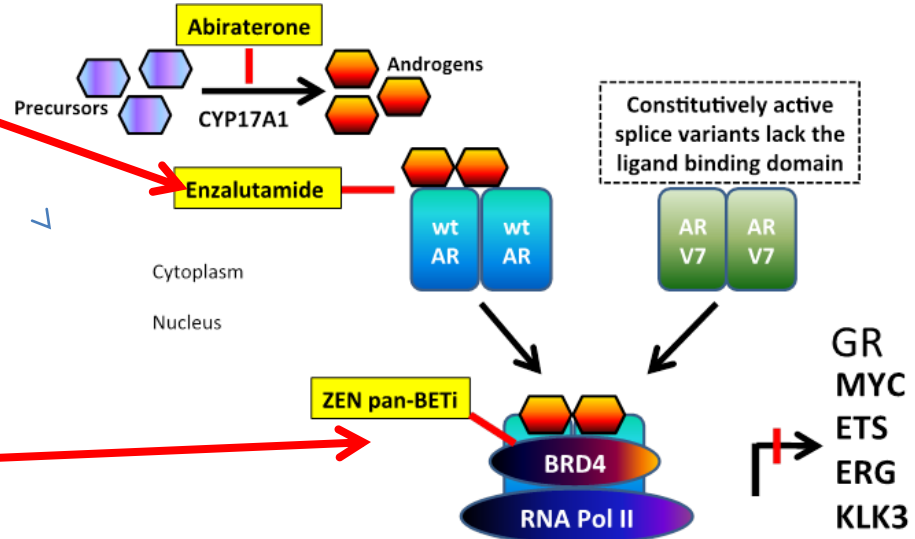 Abiraterone
Precursors
CYP17A1
Androgens
Constitutively active
splice variants lack the
ligand binding domain
Enzalutamide
wt
AR
wt
AR
AR
V7
AR
V7
Cytoplasm
Nucleus
ZEN pan-BETi
BRD4
RNA Pol II
GR
MYC
ETS
ERG
KLK3